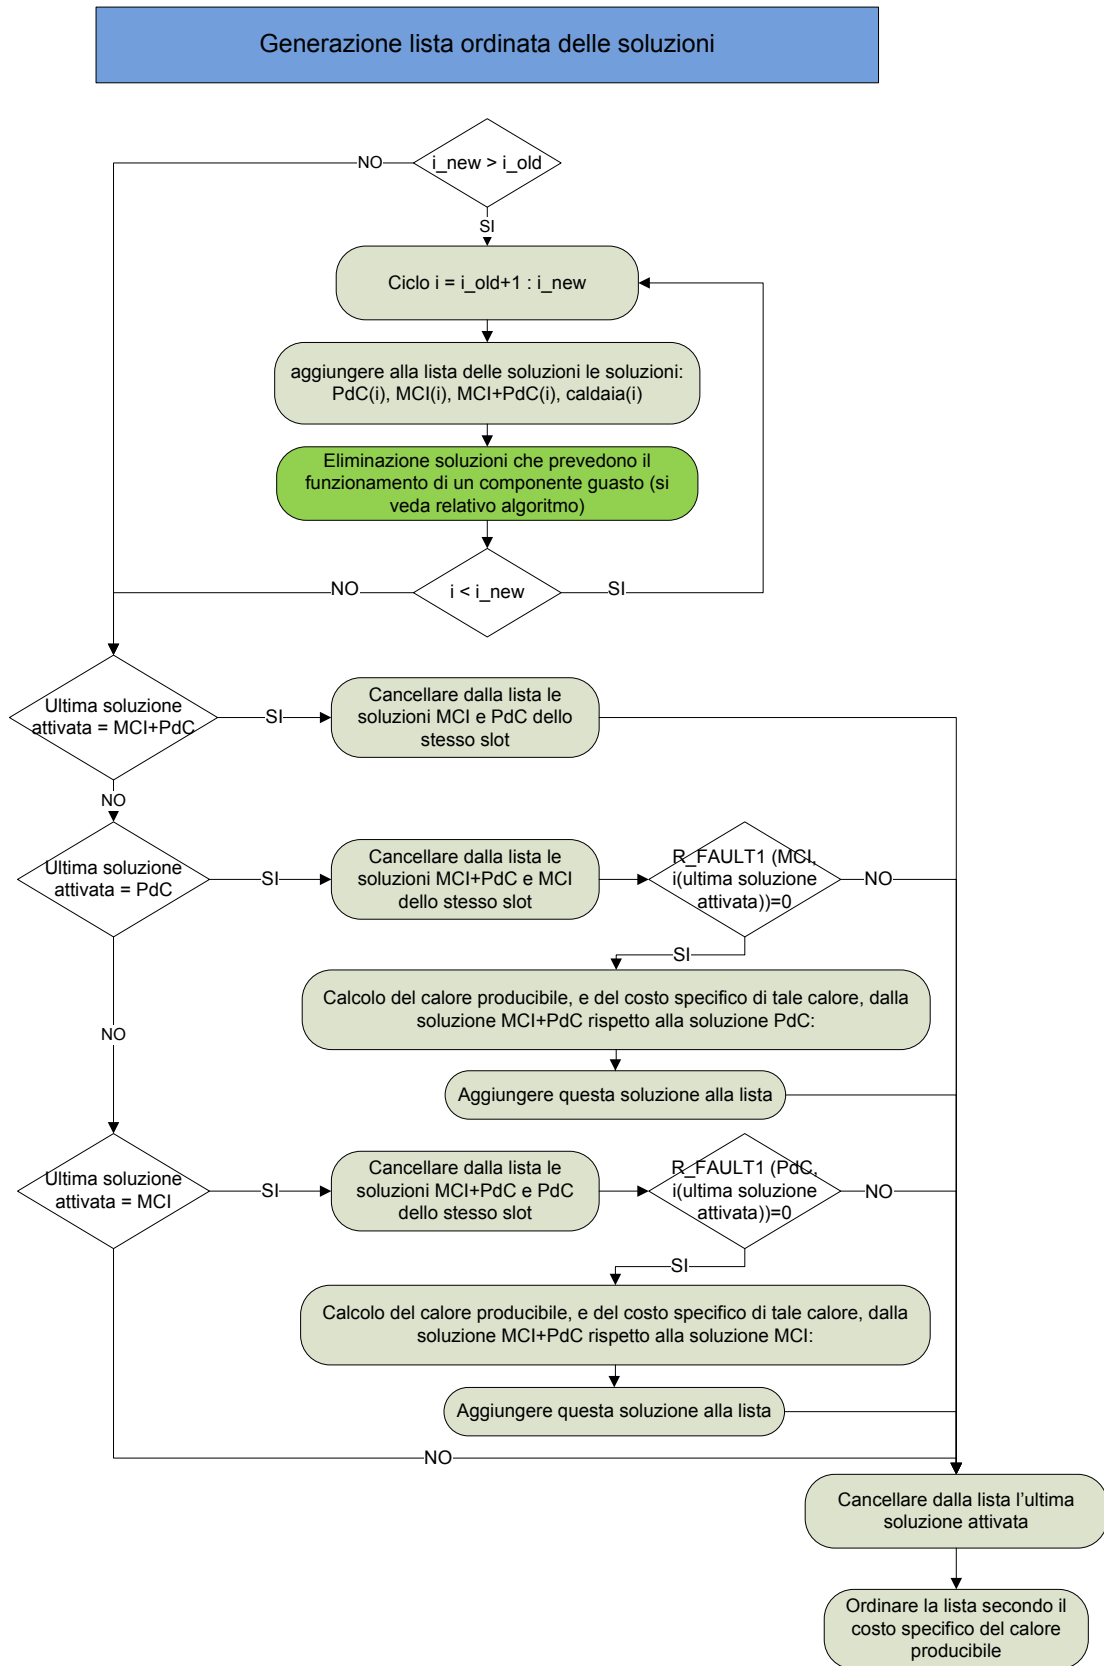 Generazione lista ordinata delle soluzioni
NO
i_new > i_old
SI
Ciclo i = i_old+1 : i_new
aggiungere alla lista delle soluzioni le soluzioni:
PdC(i), MCI(i), MCI+PdC(i), caldaia(i)
Eliminazione soluzioni che prevedono il
funzionamento di un componente guasto (si
veda relativo algoritmo)
NO
i < i_new
SI
Ultima soluzione
attivata = MCI+PdC
SI
Cancellare dalla lista le
soluzioni MCI e PdC dello
stesso slot
NO
Ultima soluzione
attivata = PdC
SI
Cancellare dalla lista le
soluzioni MCI+PdC e MCI
dello stesso slot
R_FAULT1 (MCI,
i(ultima soluzione
attivata))=0
NO
SI
Calcolo del calore producibile, e del costo specifico di tale calore, dalla
soluzione MCI+PdC rispetto alla soluzione PdC:
NO
Aggiungere questa soluzione alla lista
Ultima soluzione
attivata = MCI
SI
Cancellare dalla lista le
soluzioni MCI+PdC e PdC
dello stesso slot
R_FAULT1 (PdC,
i(ultima soluzione
attivata))=0
NO
SI
Calcolo del calore producibile, e del costo specifico di tale calore, dalla
soluzione MCI+PdC rispetto alla soluzione MCI:
Aggiungere questa soluzione alla lista
NO
Cancellare dalla lista l'ultima
soluzione attivata
Ordinare la lista secondo il
costo specifico del calore
producibile